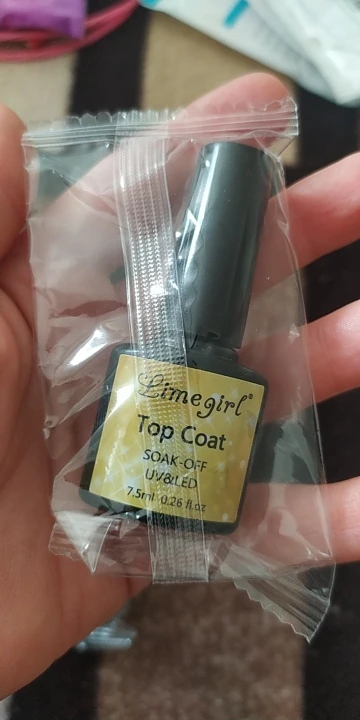 Limegirl®
Top Coat
SOAK-OFF
UV&LED
7.5ml 0.26 fl.oz